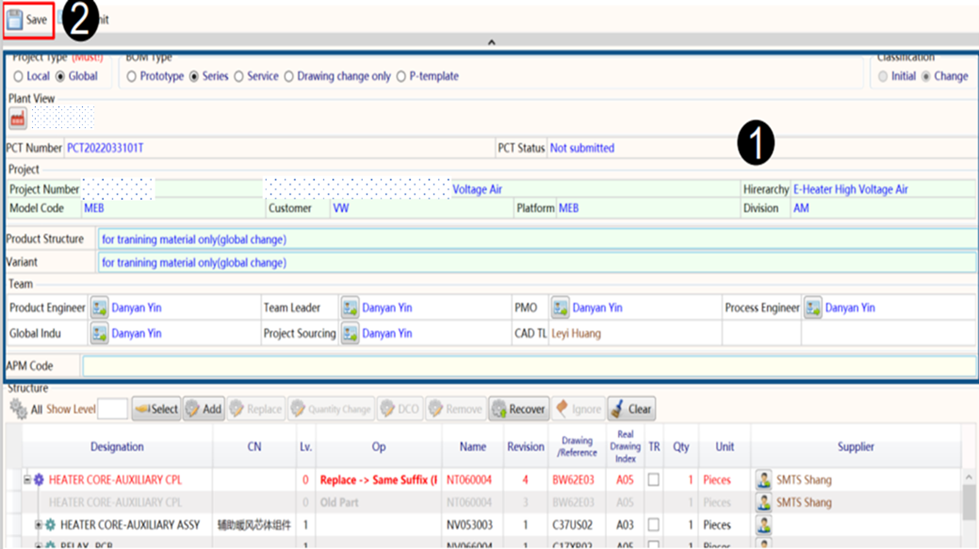 Save 2 nit
Project Type (Must!) BOM Type Classification
Local Global Prototype Series Service Drawing change only P-template Initial Change
Plant View
1
PCT Number PCT2022033101T PCT Status Not submitted
Project
Project Number Voltage Air Hirerarchy E-Heater High Voltage Air
Model Code MEB Customer VW Platform MEB Division AM
Product Structure for tranining material only(global change)
Variant for tranining material only(global change)
Team
Product Engineer Danyan Yin Team Leader Danyan Yin PMO Danyan Yin Process Engineer Danyan Yin
Global Indu Danyan Yin Project Sourcing Danyan Yin CAD TL Leyi Huang
APM Code
Structure
All Show Level Select Add Replace Quantity Change DCO Remove Recover Ignore Clear
Designation CN Lv. Op Name Revision Drawing /Reference Real Drawing Index TR Qty Unit Supplier
HEATER CORE-AUXILIARY CPL 0 Replace -> Same Suffix (I NT060004 4 BW62E03 A05 1 Pieces SMTS Shang
HEATER CORE-AUXILIARY CPL 0 Old Part NT060004 3 BW62E03 A05 1 Pieces SMTS Shang
HEATER CORE-AUXILIARY ASSY 辅助暖风芯体组件 1 NV053003 1 C37US02 A03 1 Pieces
RELAY, PCB 1 NV066004 1 C17YP02 A05 1 Pieces